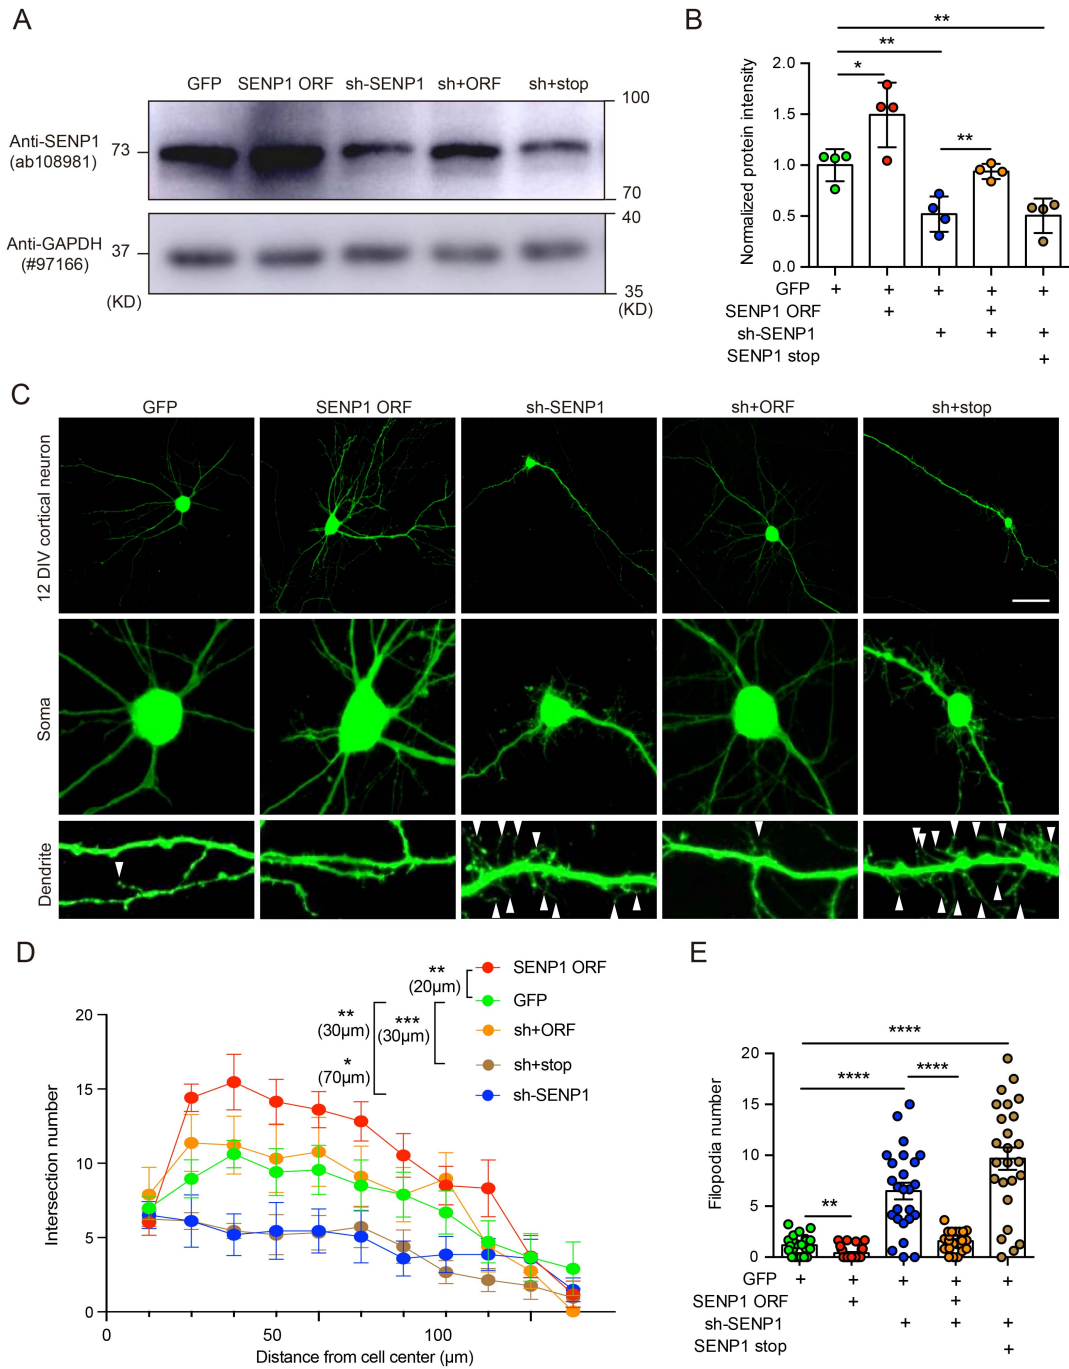 A
GFP SENP1 ORF sh-SENP1 sh+ORF sh+stop
100
Anti-SENP1
(ab108981)
73
70
40
Anti-GAPDH
(#97166)
37
35
(KD)
(KD)
B
**
**
*
**
Normalized protein intensity
2.0
1.5
1.0
0.5
0.0
GFP + + + + +
SENP1 ORF + +
sh-SENP1 + + +
SENP1 stop +
C
GFP SENP1 ORF sh-SENP1 sh+ORF sh+stop
12 DIV cortical neuron
Soma
Dendrite
D
** (20µm)
** (30µm)
*** (30µm)
* (70µm)
SENP1 ORF
GFP
sh+ORF
sh+stop
sh-SENP1
Intersection number
20
15
10
5
0
0 50 100
Distance from cell center (µm)
E
****
**** ****
**
Filopodia number
20
15
10
5
0
GFP + + + + +
SENP1 ORF + +
sh-SENP1 + + +
SENP1 stop +